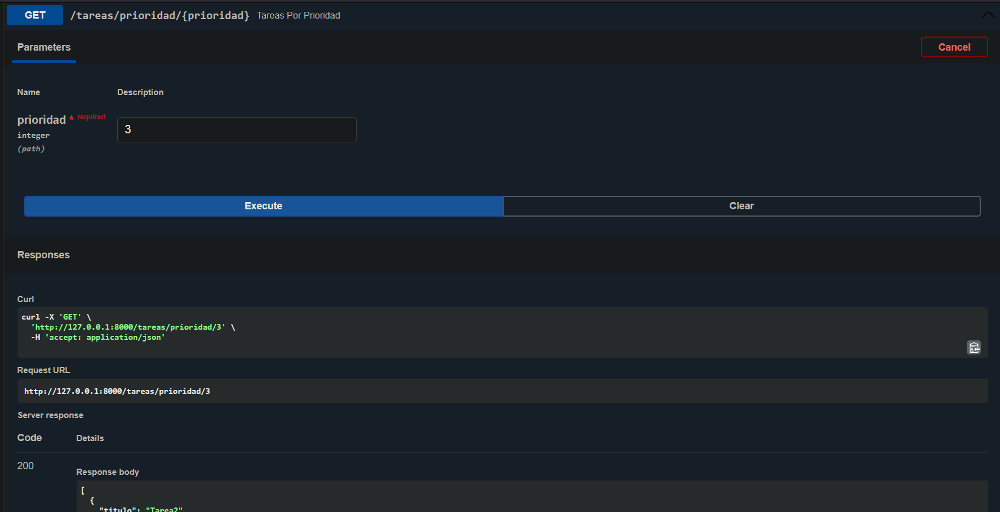 GET /tareas/prioridad/{prioridad} Tareas Por Prioridad
Parameters
Cancel
Name Description
prioridad * required
integer
(path)
3
Execute Clear
Responses
Curl
curl -X 'GET' \
'http://127.0.0.1:8000/tareas/prioridad/3' \
-H 'accept: application/json'
Request URL
http://127.0.0.1:8000/tareas/prioridad/3
Server response
Code Details
200
Response body
[
{
"titulo": "Tarea2"